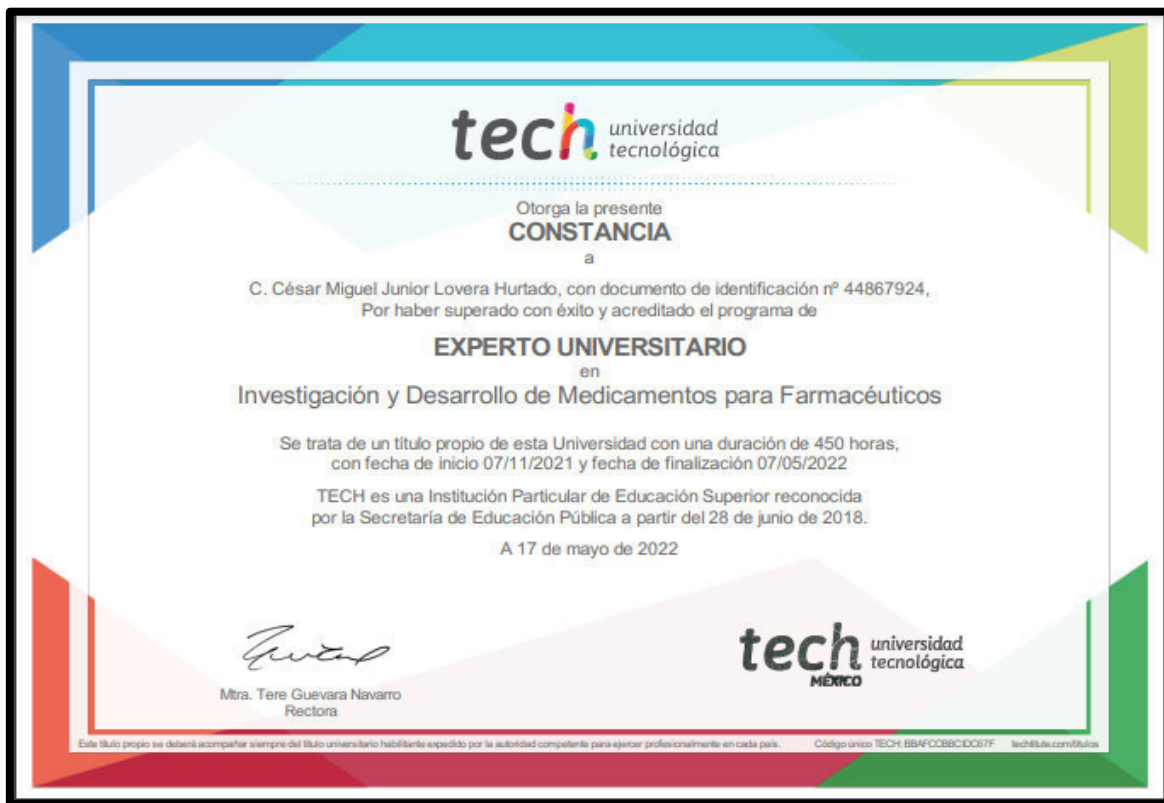 tech universidad
tecnológica
Otorga la presente
CONSTANCIA
a
C. César Miguel Junior Lovera Hurtado, con documento de identificación nº 44867924,
Por haber superado con éxito y acreditado el programa de
EXPERTO UNIVERSITARIO
en
Investigación y Desarrollo de Medicamentos para Farmacéuticos
Se trata de un título propio de esta Universidad con una duración de 450 horas,
con fecha de inicio 07/11/2021 y fecha de finalización 07/05/2022
TECH es una Institución Particular de Educación Superior reconocida
por la Secretaría de Educación Pública a partir del 28 de junio de 2018.
A 17 de mayo de 2022
Mtra. Tere Guevara Navarro
Rectora
tech universidad
tecnológica
MÉXICO
Este título propio se deberá acompañar siempre del título universitario habilitante expedido por la autoridad competente para ejercer profesionalmente en cada país. Código único TECH: techtitute.com/titulos